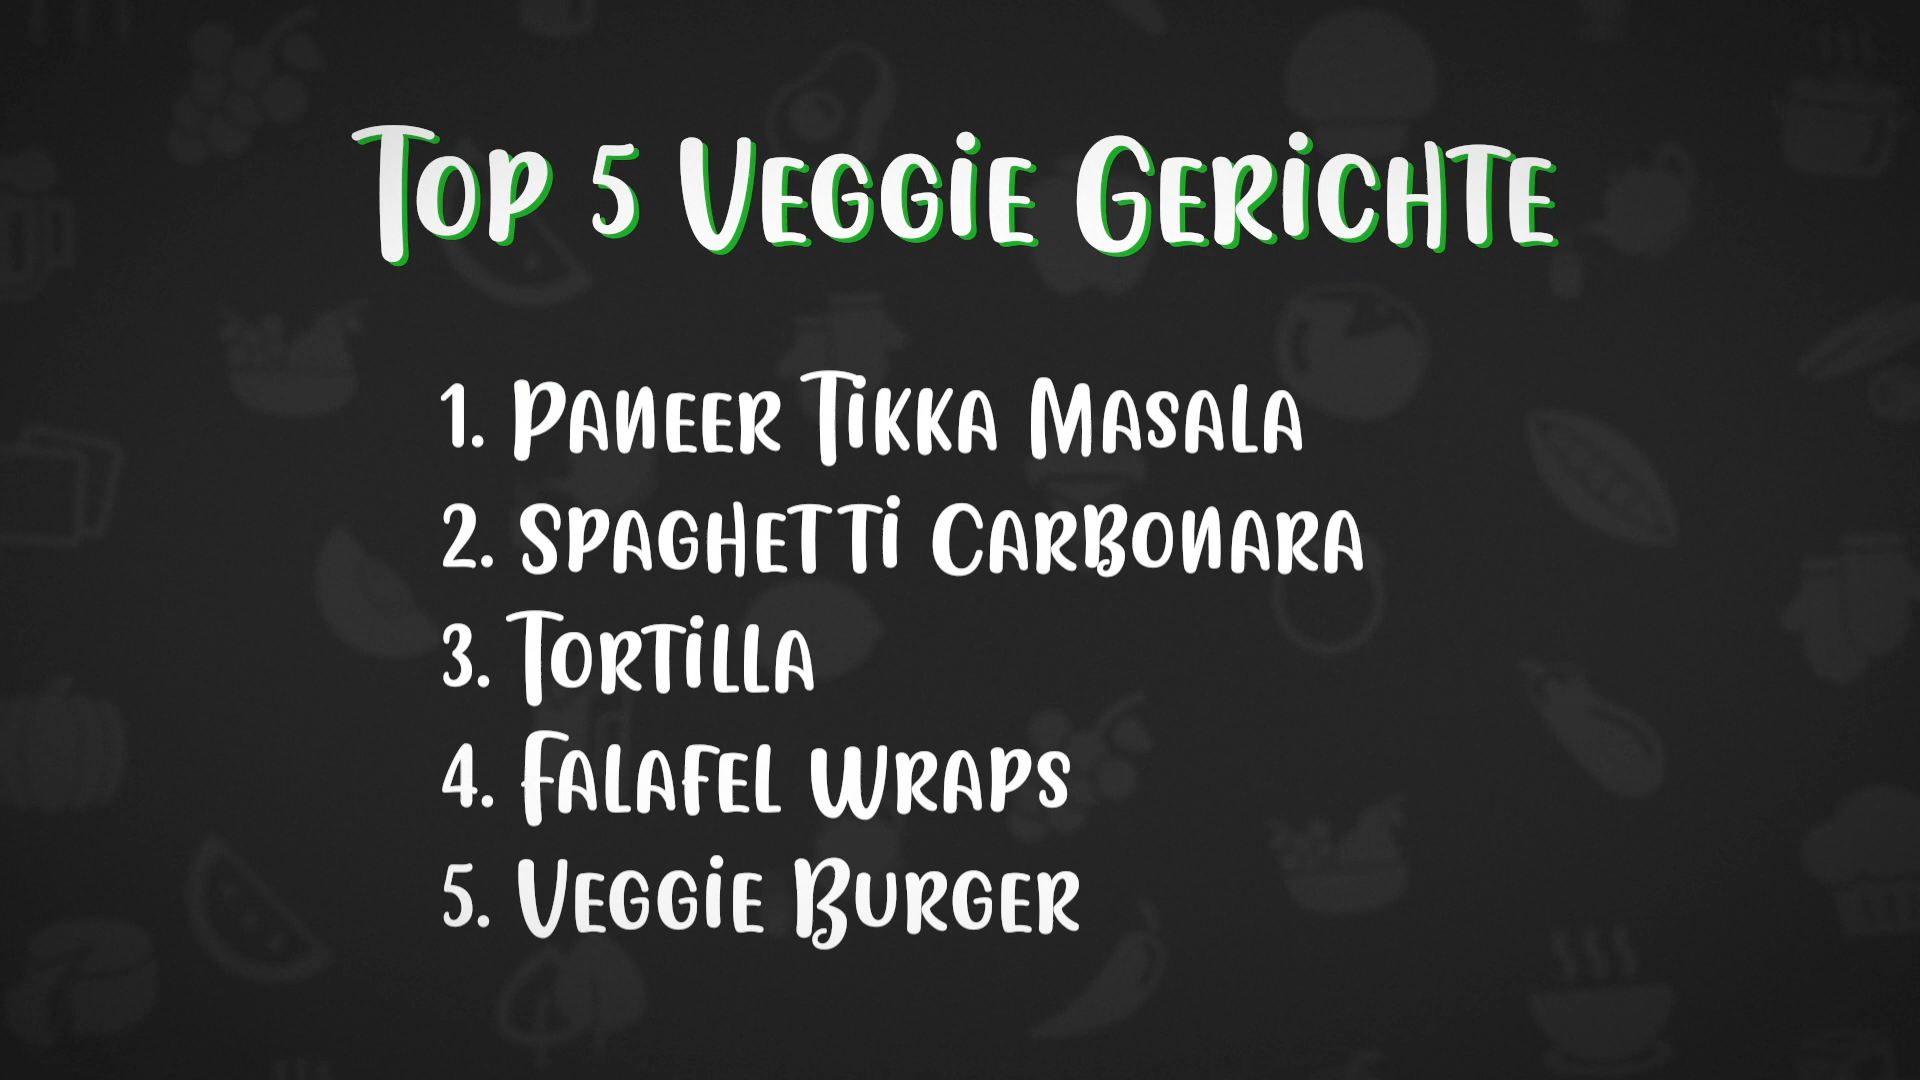 Top 5 Veggie Gerichte
1. Paneer Tikka Masala
2. Spaghetti Carbonara
3. Tortilla
4. Falafel wraps
5. Veggie Burger